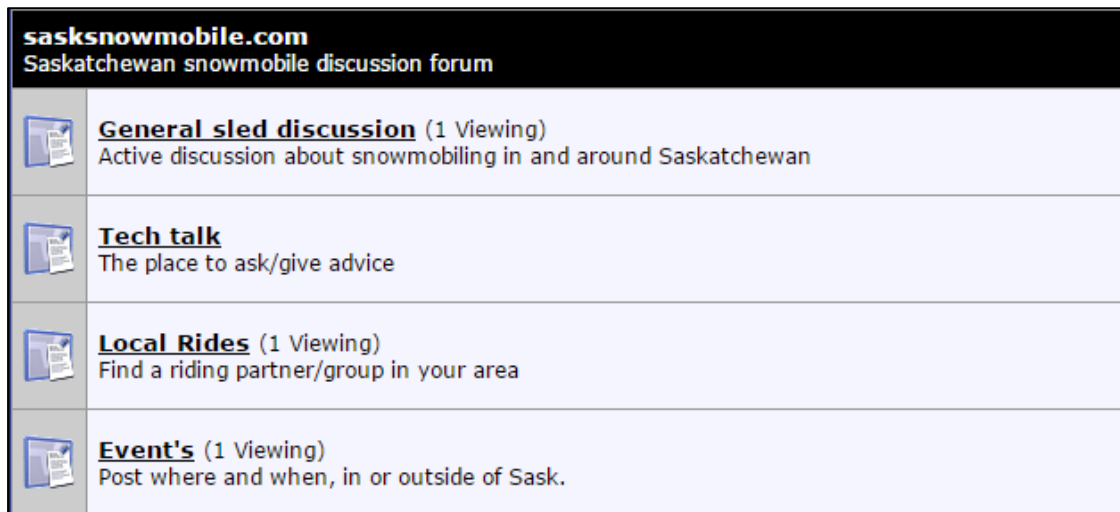 sasksnowmobile.com
Saskatchewan snowmobile discussion forum
General sled discussion (1 Viewing)
Active discussion about snowmobiling in and around Saskatchewan
Tech talk
The place to ask/give advice
Local Rides (1 Viewing)
Find a riding partner/group in your area
Event's (1 Viewing)
Post where and when, in or outside of Sask.